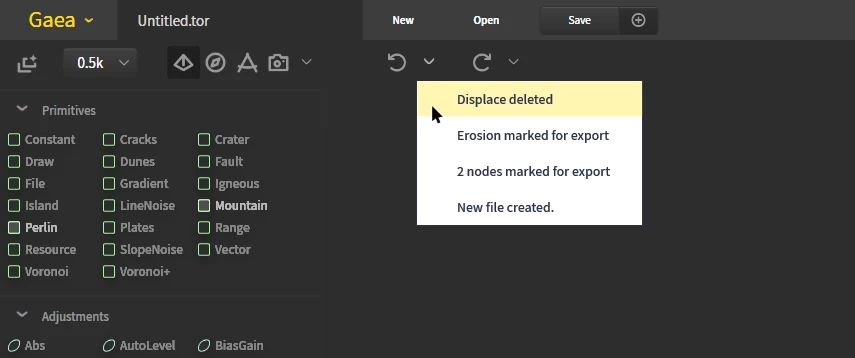 Gaea Untitled.tor New Open Save
0.5k
Displace deleted
Erosion marked for export
2 nodes marked for export
New file created.
Primitives
Constant Cracks Crater
Draw Dunes Fault
File Gradient Igneous
Island LineNoise Mountain
Perlin Plates Range
Resource SlopeNoise Vector
Voronoi Voronoi+
Adjustments
Abs AutoLevel BiasGain